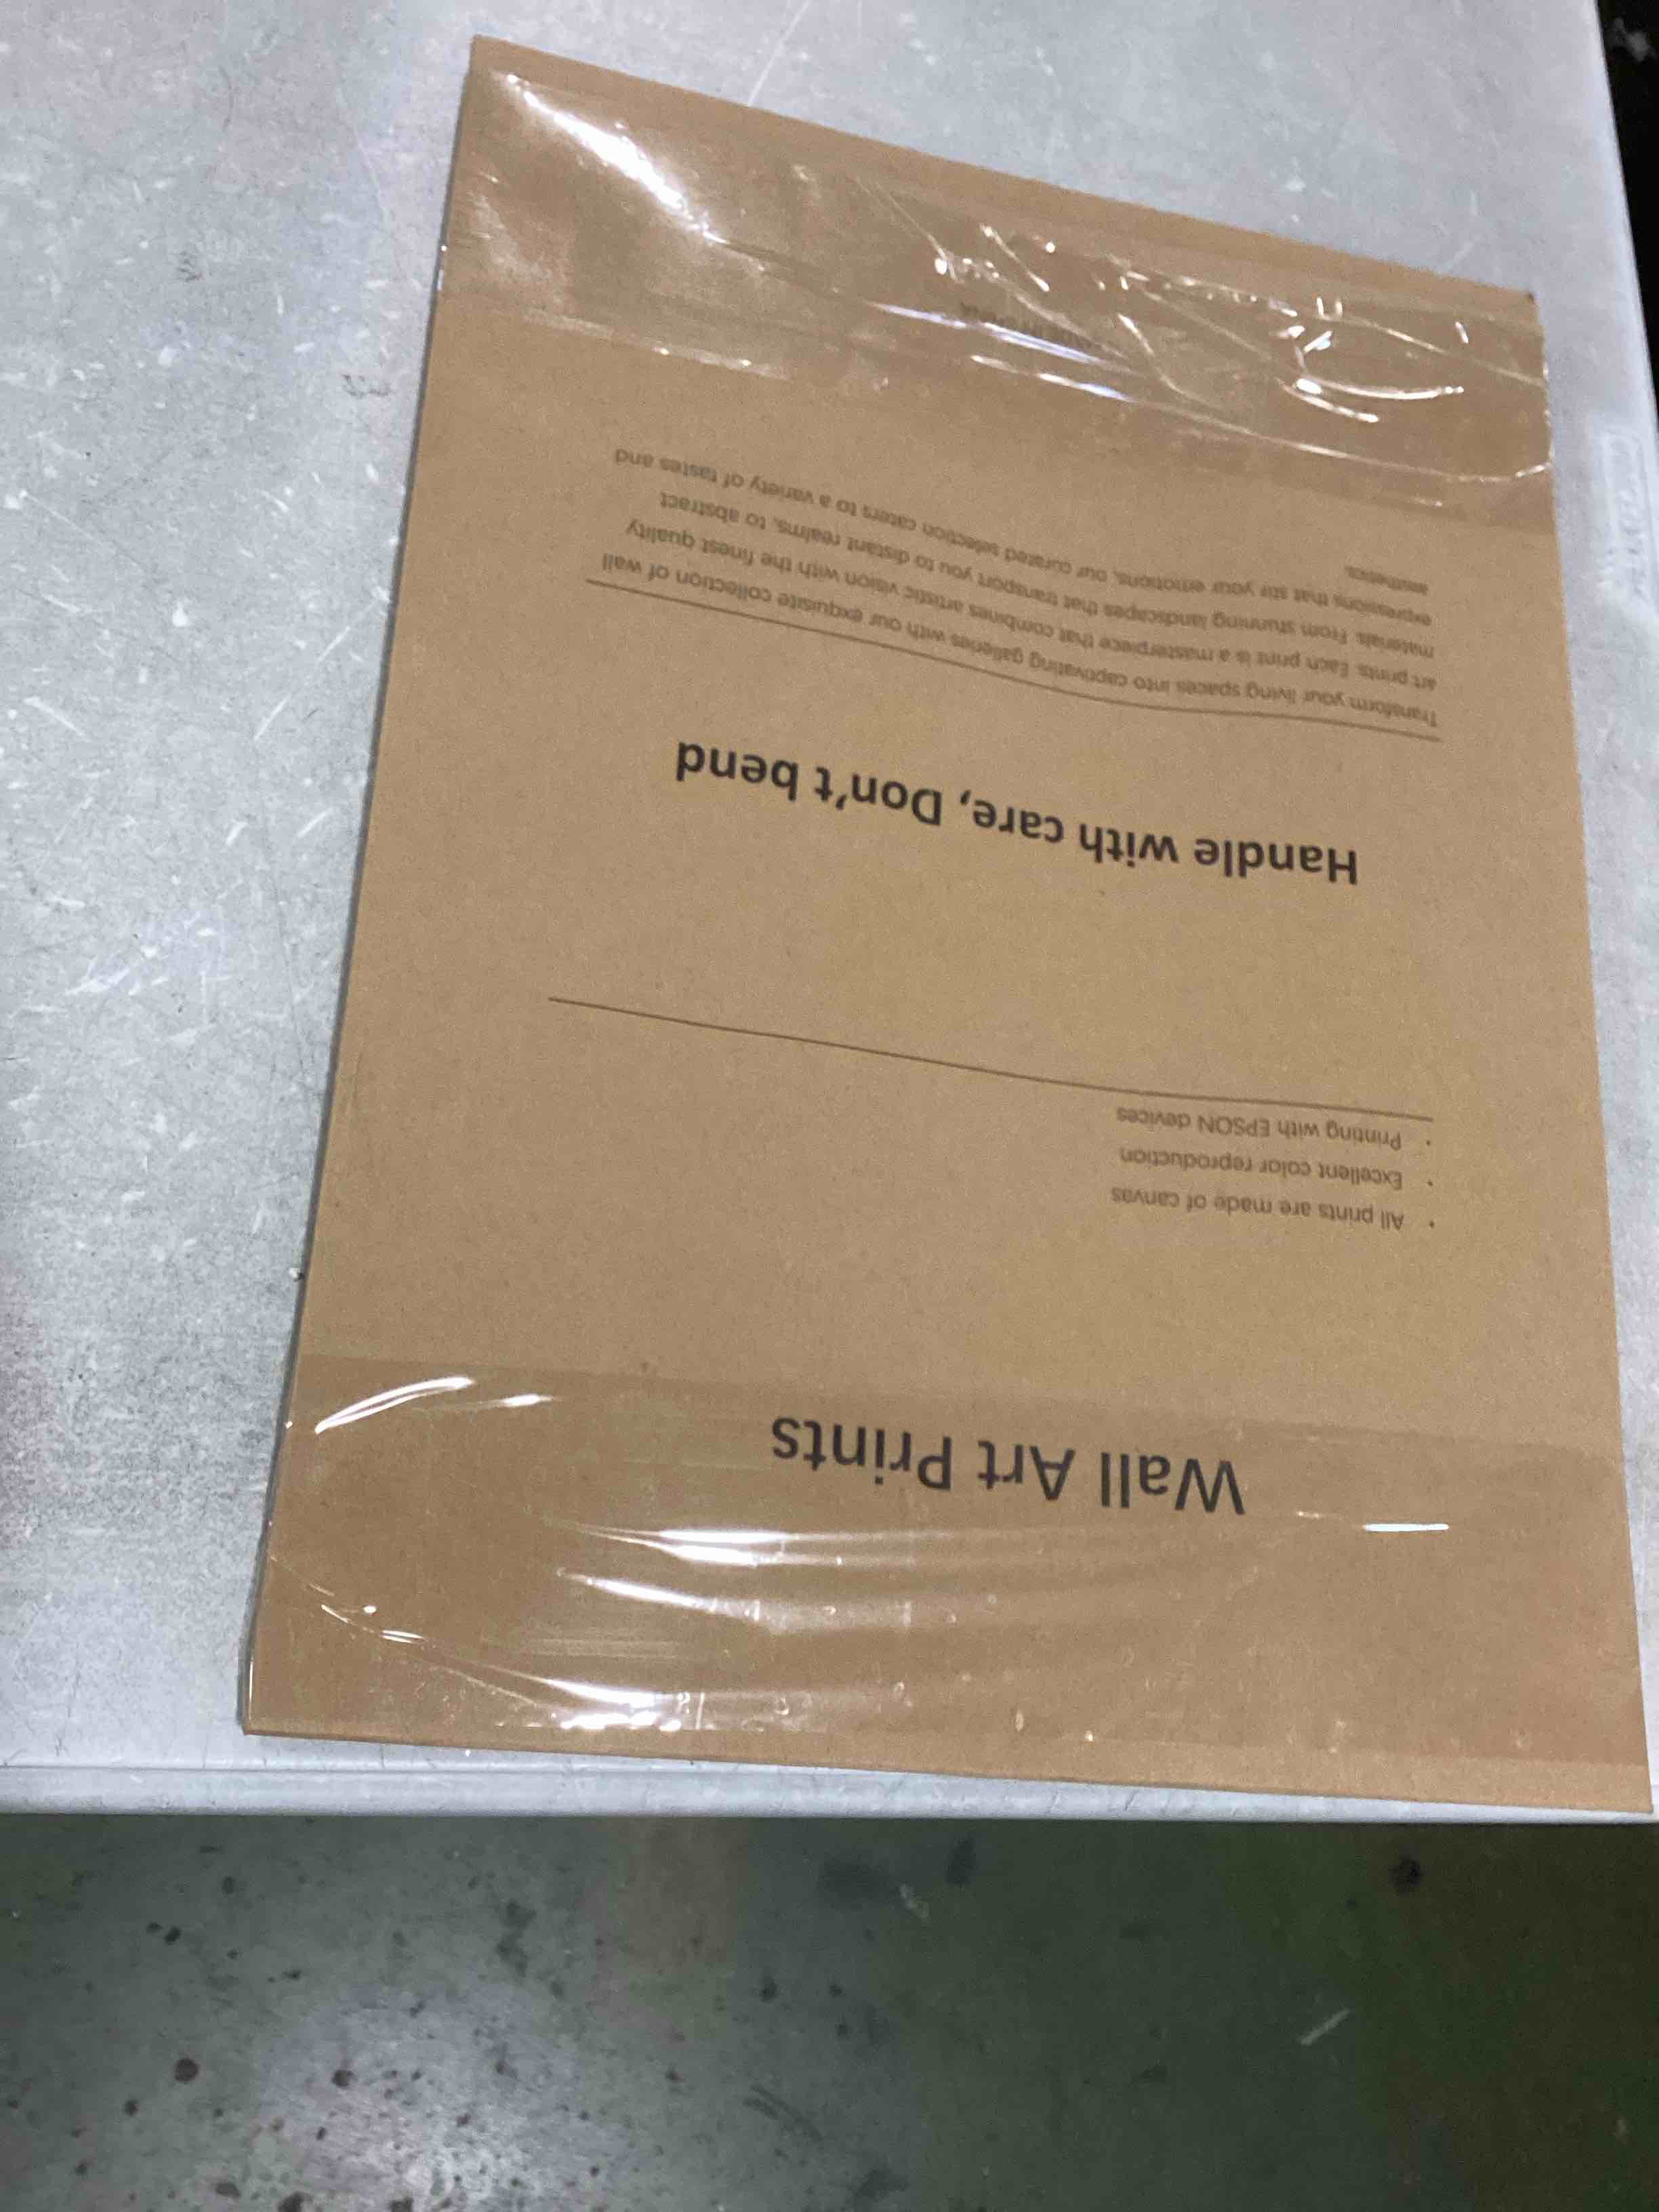 Wall Art Prints
• All prints are made of canvas
• Excellent color reproduction
• Printing with EPSON devices
Handle with care, Don't bend
Transform your living spaces into captivating galleries with our exquisite collection of wall
art prints. Each print is a masterpiece that combines artistic vision with the finest quality
materials. From stunning landscapes that transport you to distant realms, to abstract
expressions that stir your emotions, our curated selection caters to a variety of tastes and
aesthetics.